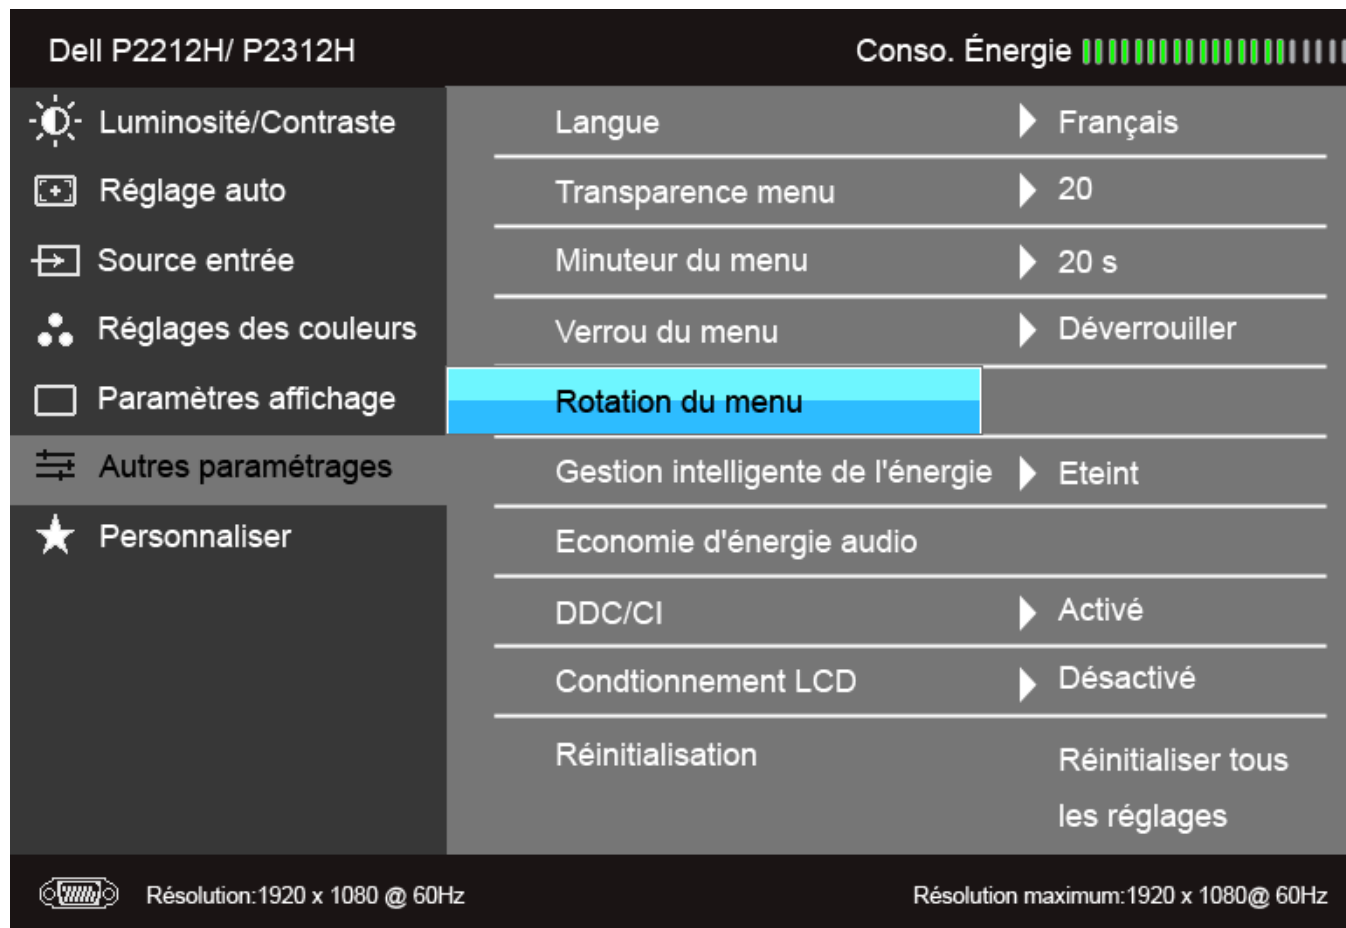 Dell P2212H/ P2312H
Conso. Énergie
Luminosité/Contraste
Réglage auto
Source entrée
Réglages des couleurs
Paramètres affichage
Autres paramétrages
Personnaliser
Langue Français
Transparence menu 20
Minuteur du menu 20 s
Verrou du menu Déverrouiller
Rotation du menu
Gestion intelligente de l'énergie Eteint
Economie d'énergie audio
DDC/CI Activé
Condtionnement LCD Désactivé
Réinitialisation Réinitialiser tous
les réglages
Résolution:1920 x 1080 @ 60Hz
Résolution maximum:1920 x 1080@ 60Hz